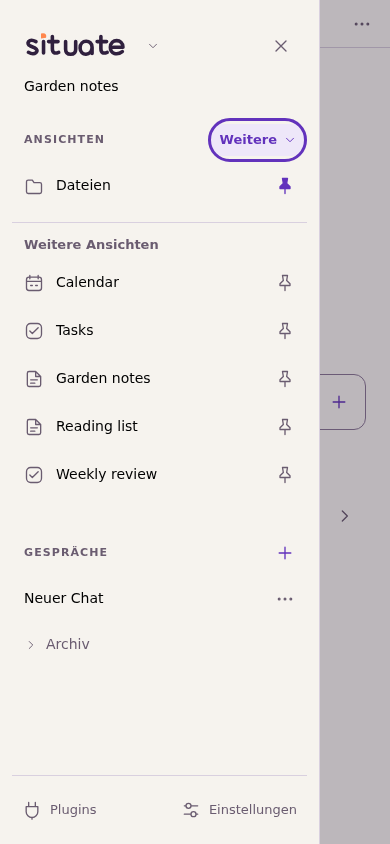 situate
Garden notes
ANSICHTEN
Weitere
Dateien
Weitere Ansichten
Calendar
Tasks
Garden notes
Reading list
Weekly review
GESPRÄCHE
Neuer Chat
Archiv
Plugins
Einstellungen